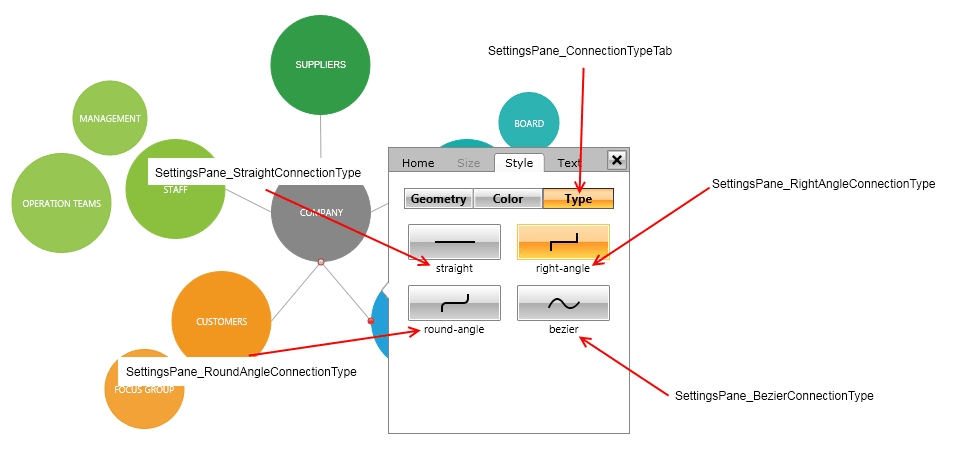 SettingsPane_ConnectionTypeTab
SUPPLIERS
MANAGEMENT
BOARD
Home Size Style Text
SettingsPane_StraightConnectionType
SettingsPane_RightAngleConnectionType
STAFF
OPERATION TEAMS
Geometry Color Type
COMPANY
straight
right-angle
CUSTOMERS
round-angle
bezier
SettingsPane_RoundAngleConnectionType
FOCUS GROUP
SettingsPane_BezierConnectionType